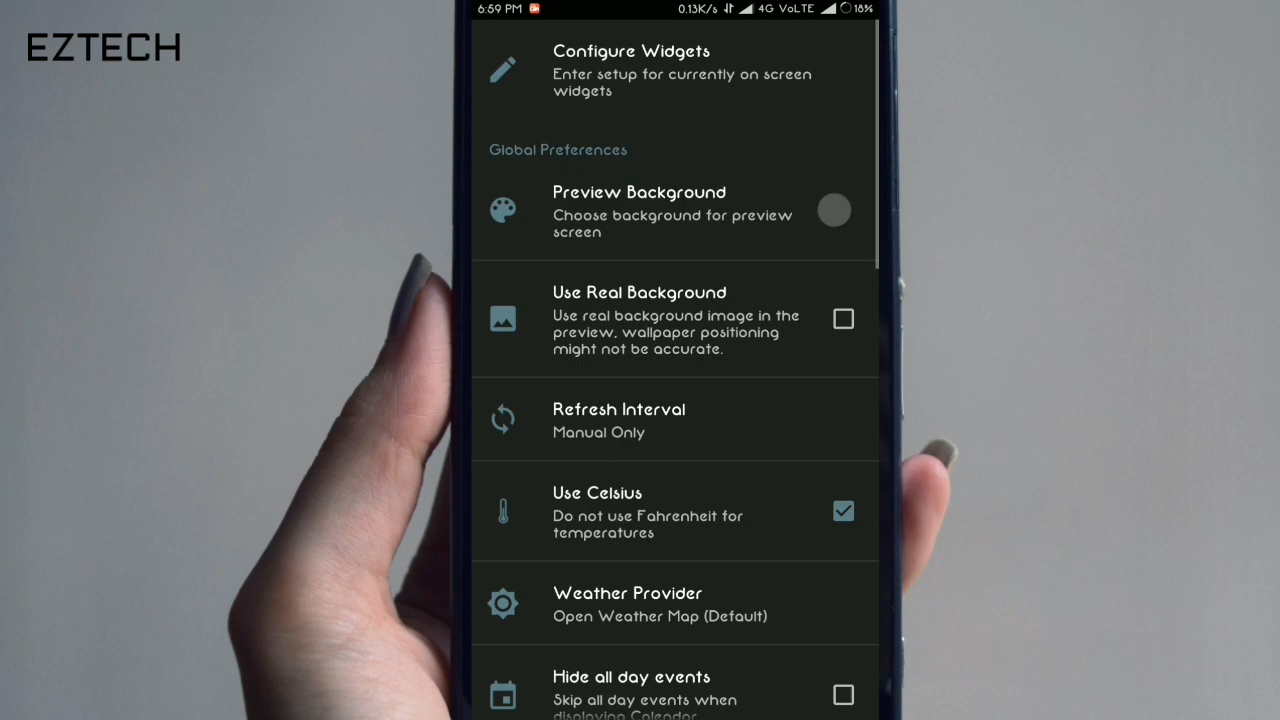 EZTECH
6:59 PM 0.13K/s 4G VoLTE 18%
Configure Widgets
Enter setup for currently on screen
widgets
Global Preferences
Preview Background
Choose background for preview
screen
Use Real Background
Use real background image in the
preview, wallpaper positioning
might not be accurate.
Refresh Interval
Manual Only
Use Celsius
Do not use Fahrenheit for
temperatures
Weather Provider
Open Weather Map (Default)
Hide all day events
Skip all day events when
displaying Calendar